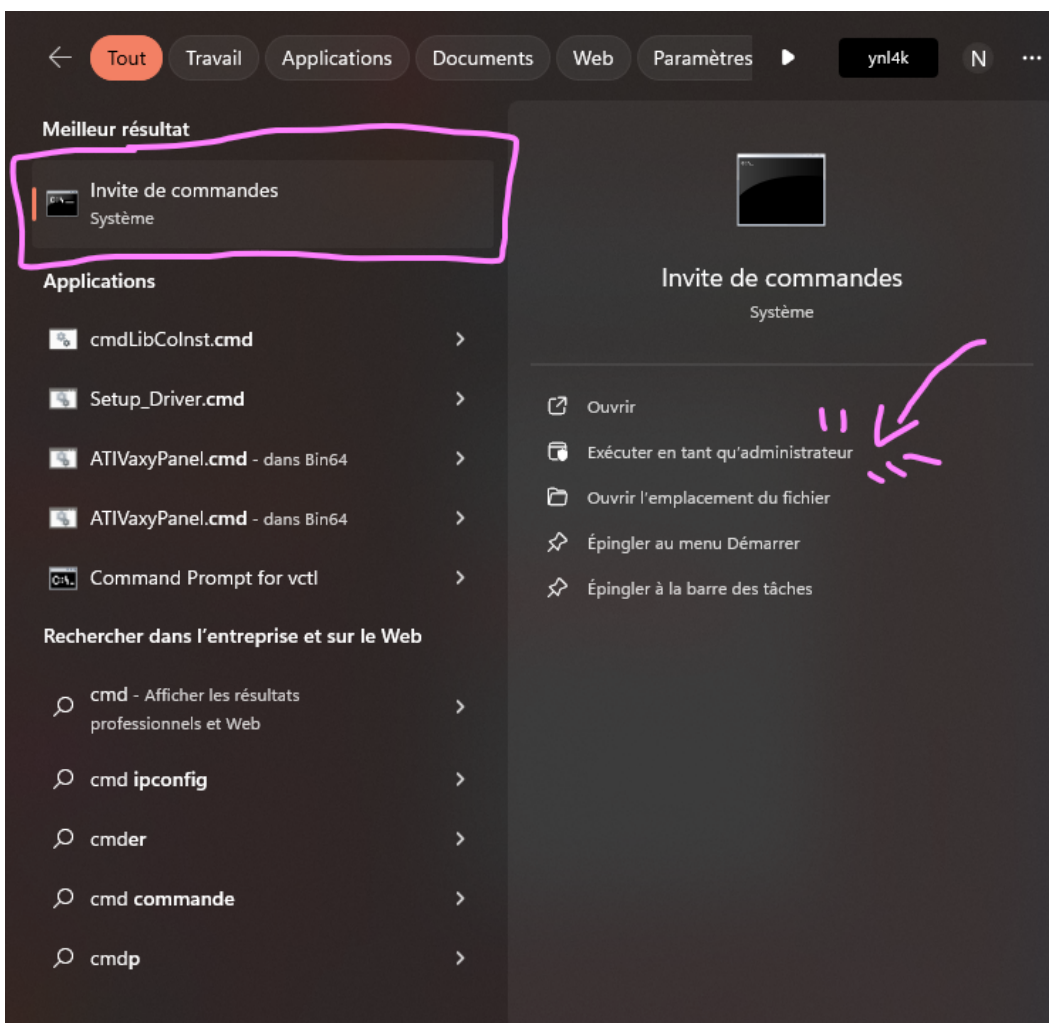 Tout Travail Applications Documents Web Paramètres ynl4k N ...
Meilleur résultat
Invite de commandes
Système
Applications
cmdLibCoInst.cmd
Setup_Driver.cmd
ATIVaxyPanel.cmd - dans Bin64
ATIVaxyPanel.cmd - dans Bin64
Command Prompt for vctl
Rechercher dans l'entreprise et sur le Web
cmd - Afficher les résultats
professionnels et Web
cmd ipconfig
cmder
cmd commande
cmdp
Invite de commandes
Système
Ouvrir
Exécuter en tant qu'administrateur
Ouvrir l'emplacement du fichier
Épingler au menu Démarrer
Épingler à la barre des tâches